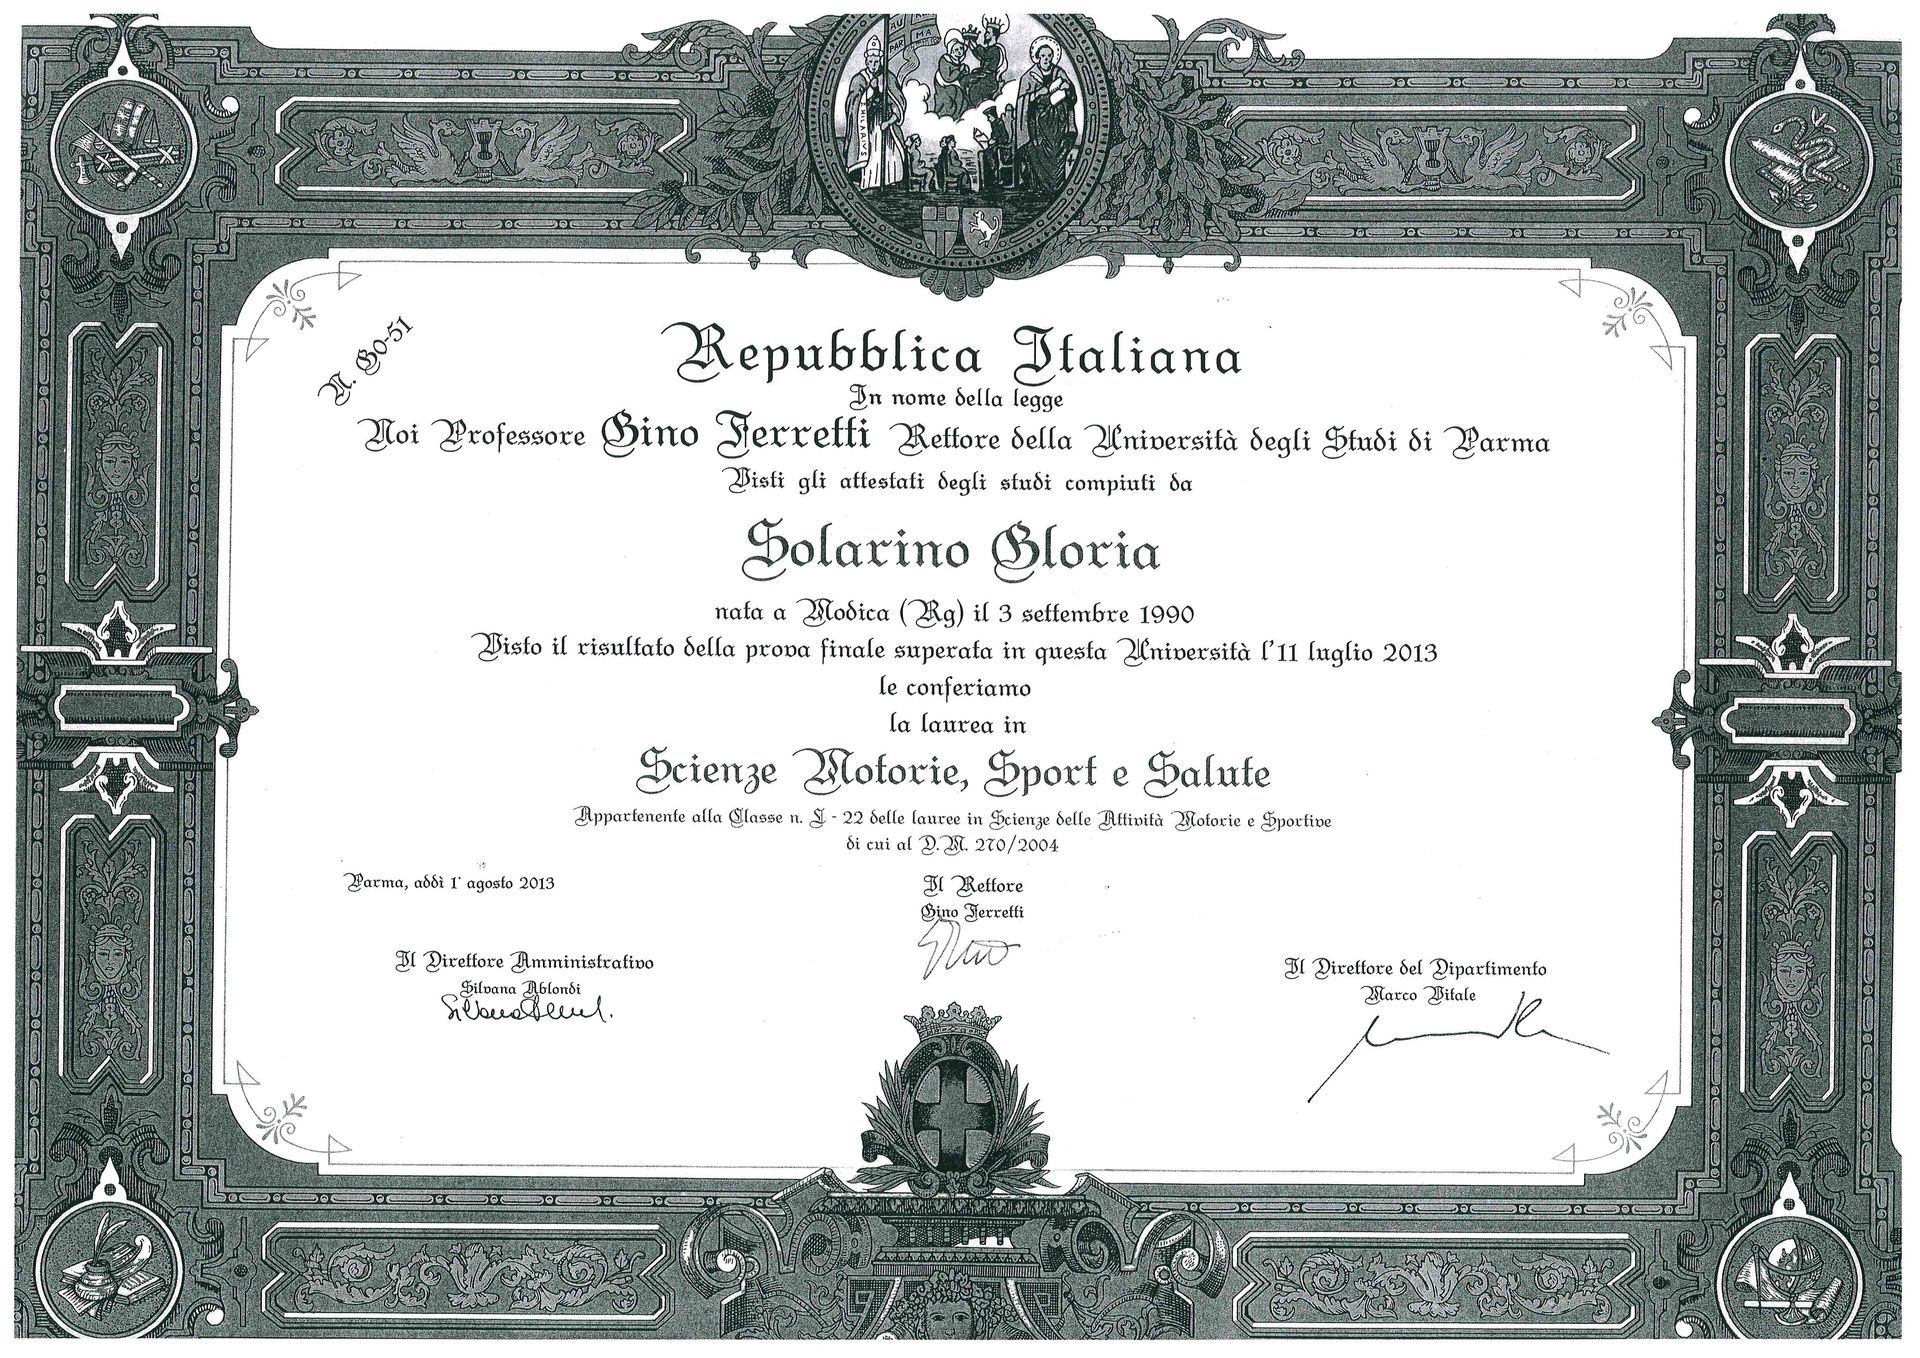 AU
PARMA
S. HILARIUS
N. G0-51
Repubblica Italiana
In nome della legge
Noi Professore Gino Ferretti Rettore della Università degli Studi di Parma
Visti gli attestati degli studi compiuti da
Solarino Gloria
nata a Modica (Rg) il 3 settembre 1990
Visto il risultato della prova finale superata in questa Università l'11 luglio 2013
le conferiamo
la laurea in
Scienze Motorie, Sport e Salute
Appartenente alla Classe n. L - 22 delle lauree in Scienze delle Attività Motorie e Sportive
di cui al D.M. 270/2004
Parma, addì 1° agosto 2013
Il Rettore
Gino Ferretti
Il Direttore Amministrativo
Silvana Ablondi
Il Direttore del Dipartimento
Marco Vitale